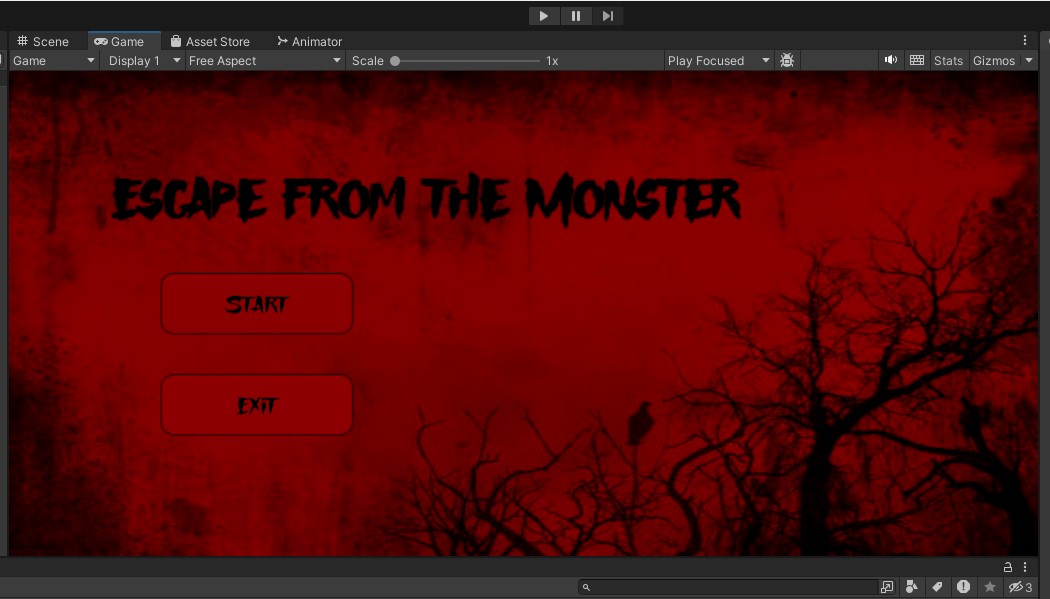 Scene Game Asset Store Animator
Game Display 1 Free Aspect Scale 1x Play Focused Stats Gizmos
ESCAPE FROM THE MONSTER
START
EXIT
3